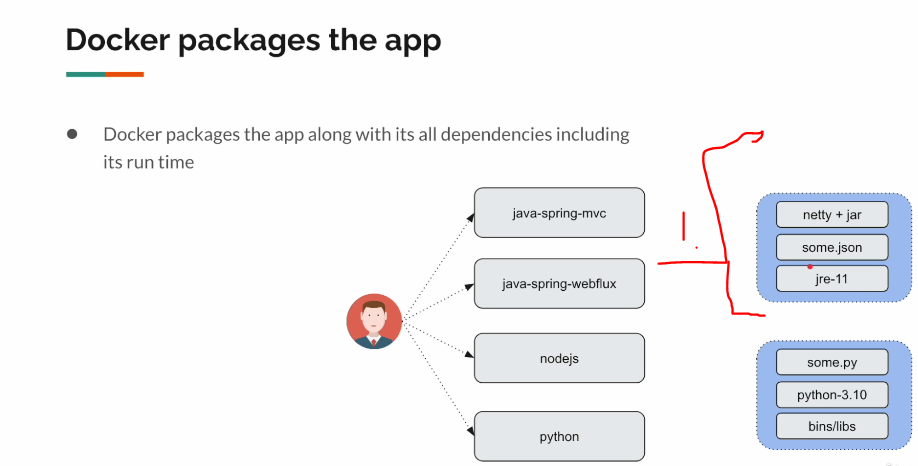 Docker packages the app
Docker packages the app along with its all dependencies including
its run time
java-spring-mvc
java-spring-webflux
nodejs
python
1.
netty + jar
some.json
jre-11
some.py
python-3.10
bins/libs